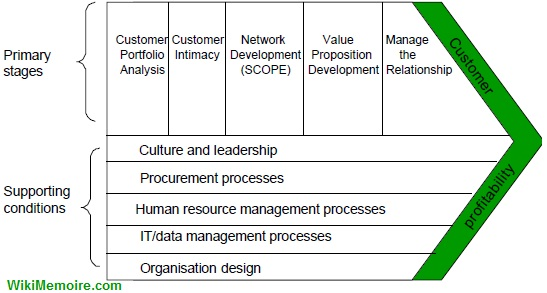 Primary
stages
Customer
Portfolio
Analysis
Customer
Intimacy
Network
Development
(SCOPE)
Value
Proposition
Development
Manage
the
Relationship
Customer
profitability
Supporting
conditions
Culture and leadership
Procurement processes
Human resource management processes
IT/data management processes
Organisation design
WikiMemoire.com